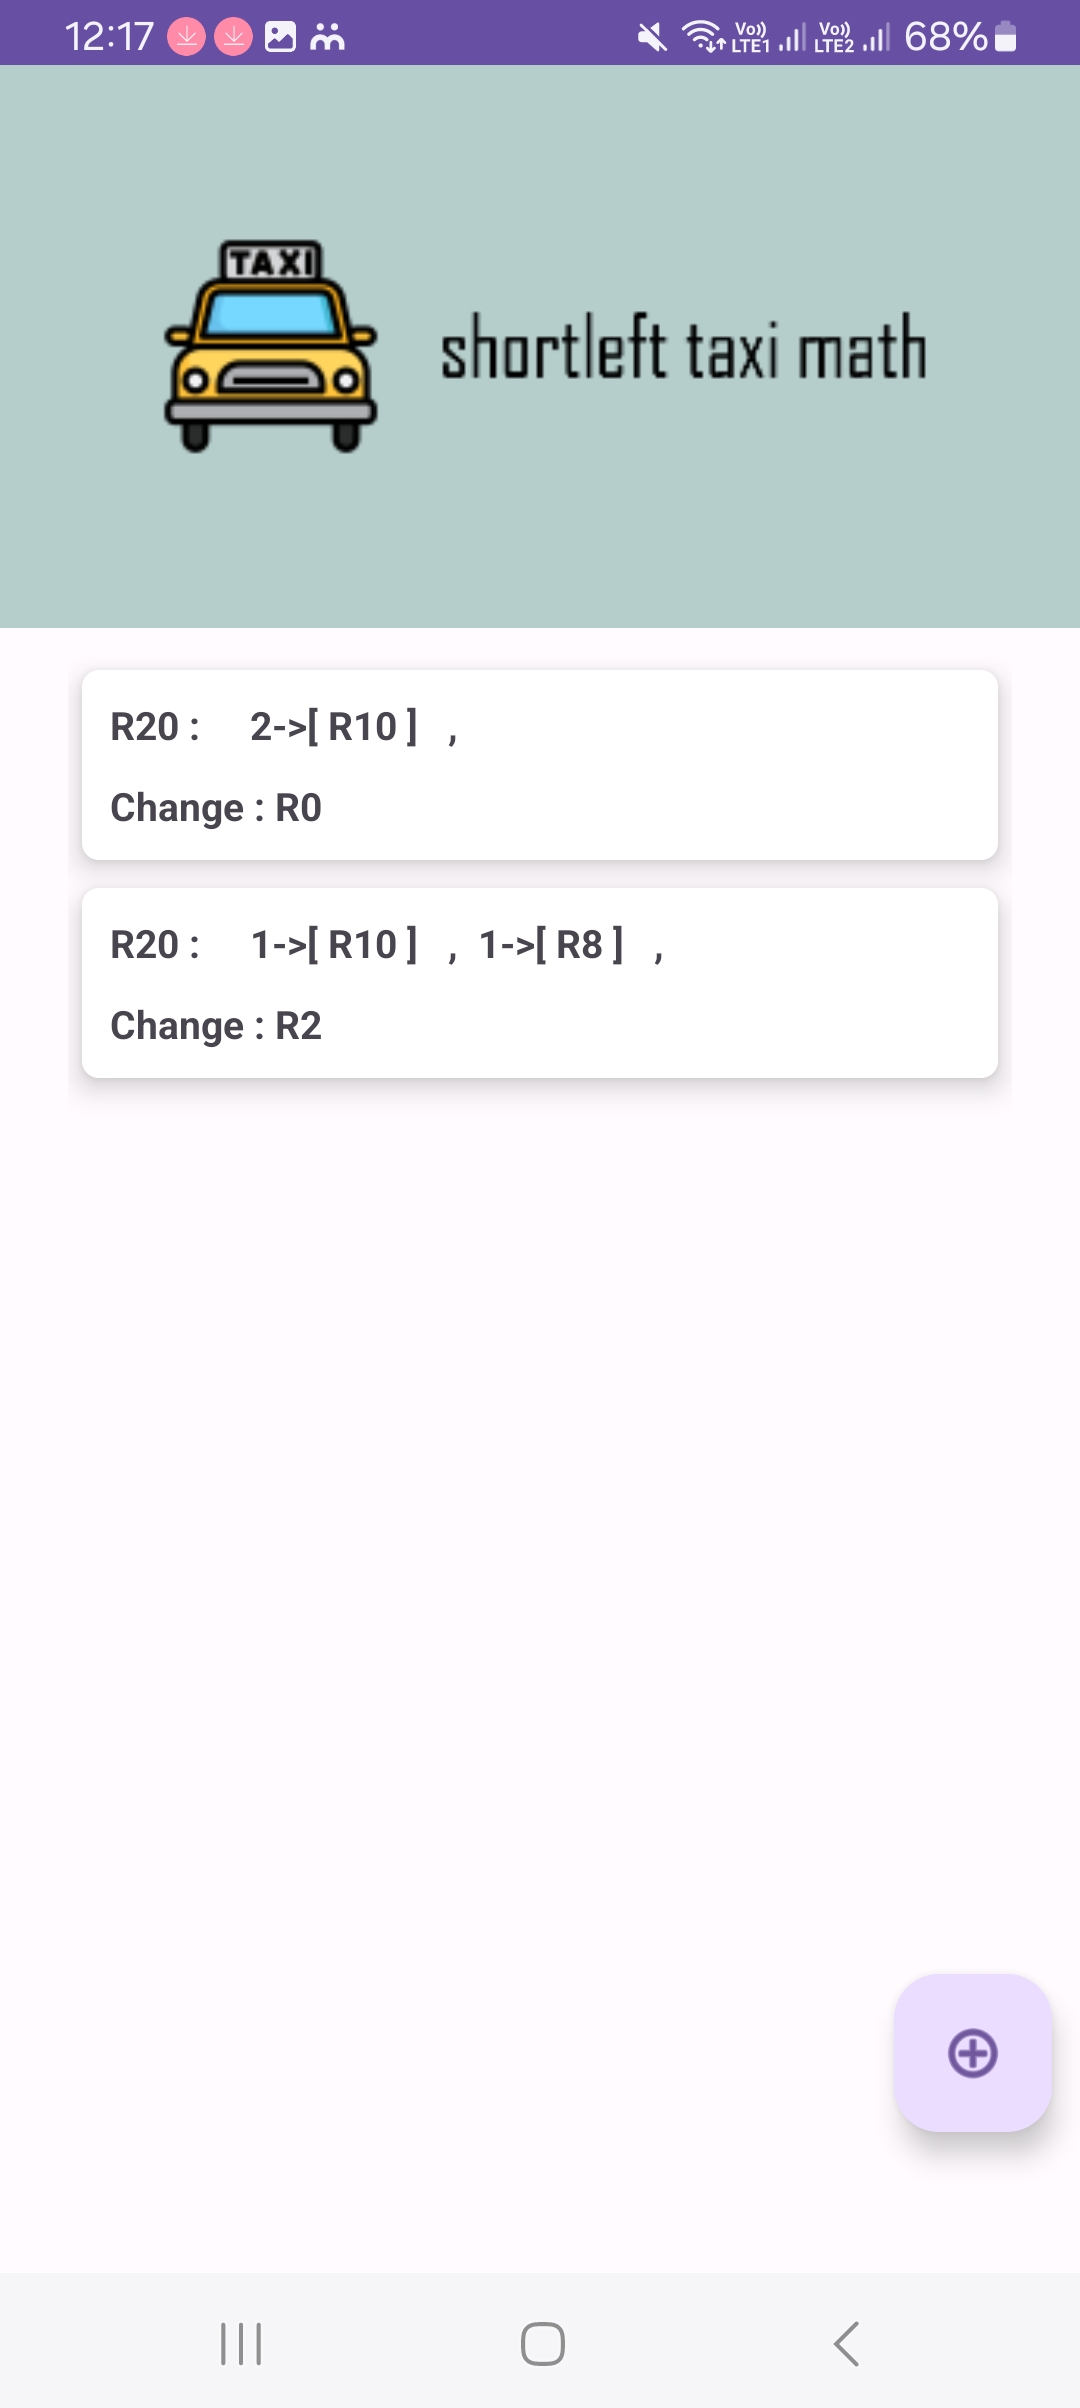 12:17 Vo)) LTE1 Vo)) LTE2 68%
TAXI
shortleft taxi math
R20 : 2->[ R10 ] ,
Change : R0
R20 : 1->[ R10 ] , 1->[ R8 ] ,
Change : R2